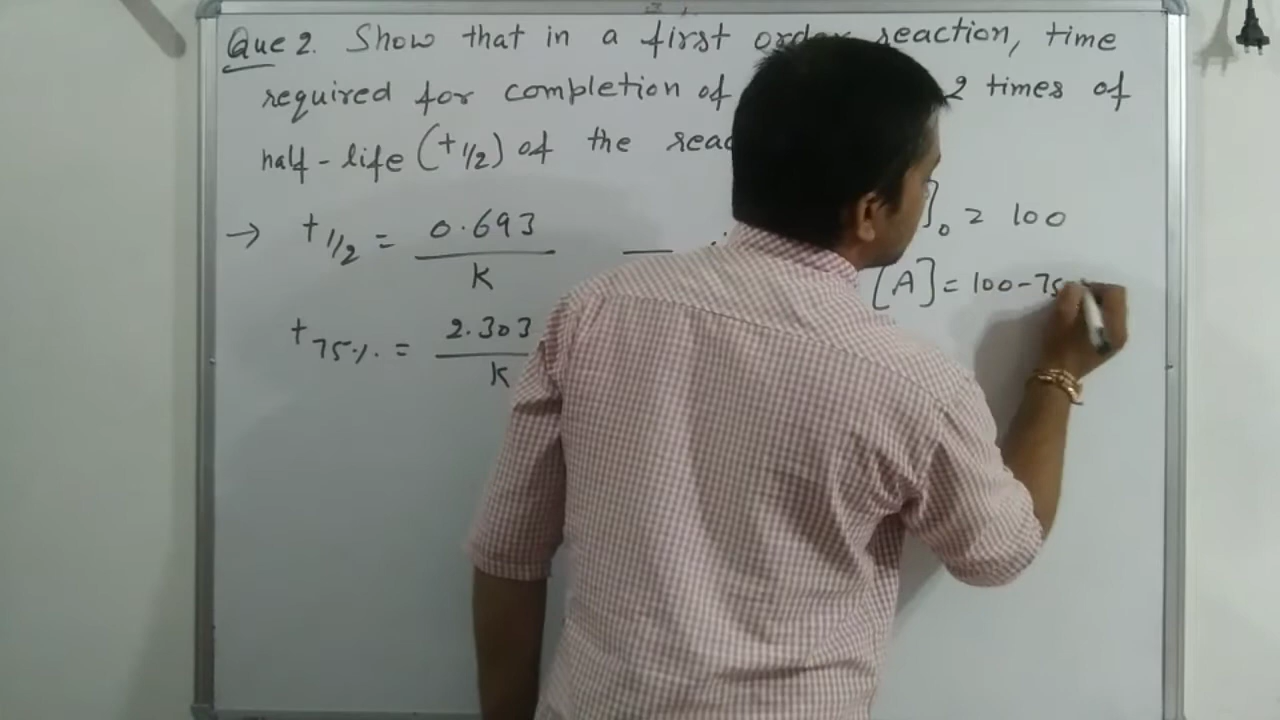 Que 2. Show that in a first order reaction, time
required for completion of 2 times of
half-life (t1/2) of the
→ t1/2 = 0.693 / K
]0 = 100
[A] = 100-75
t75%. = 2.303 / K